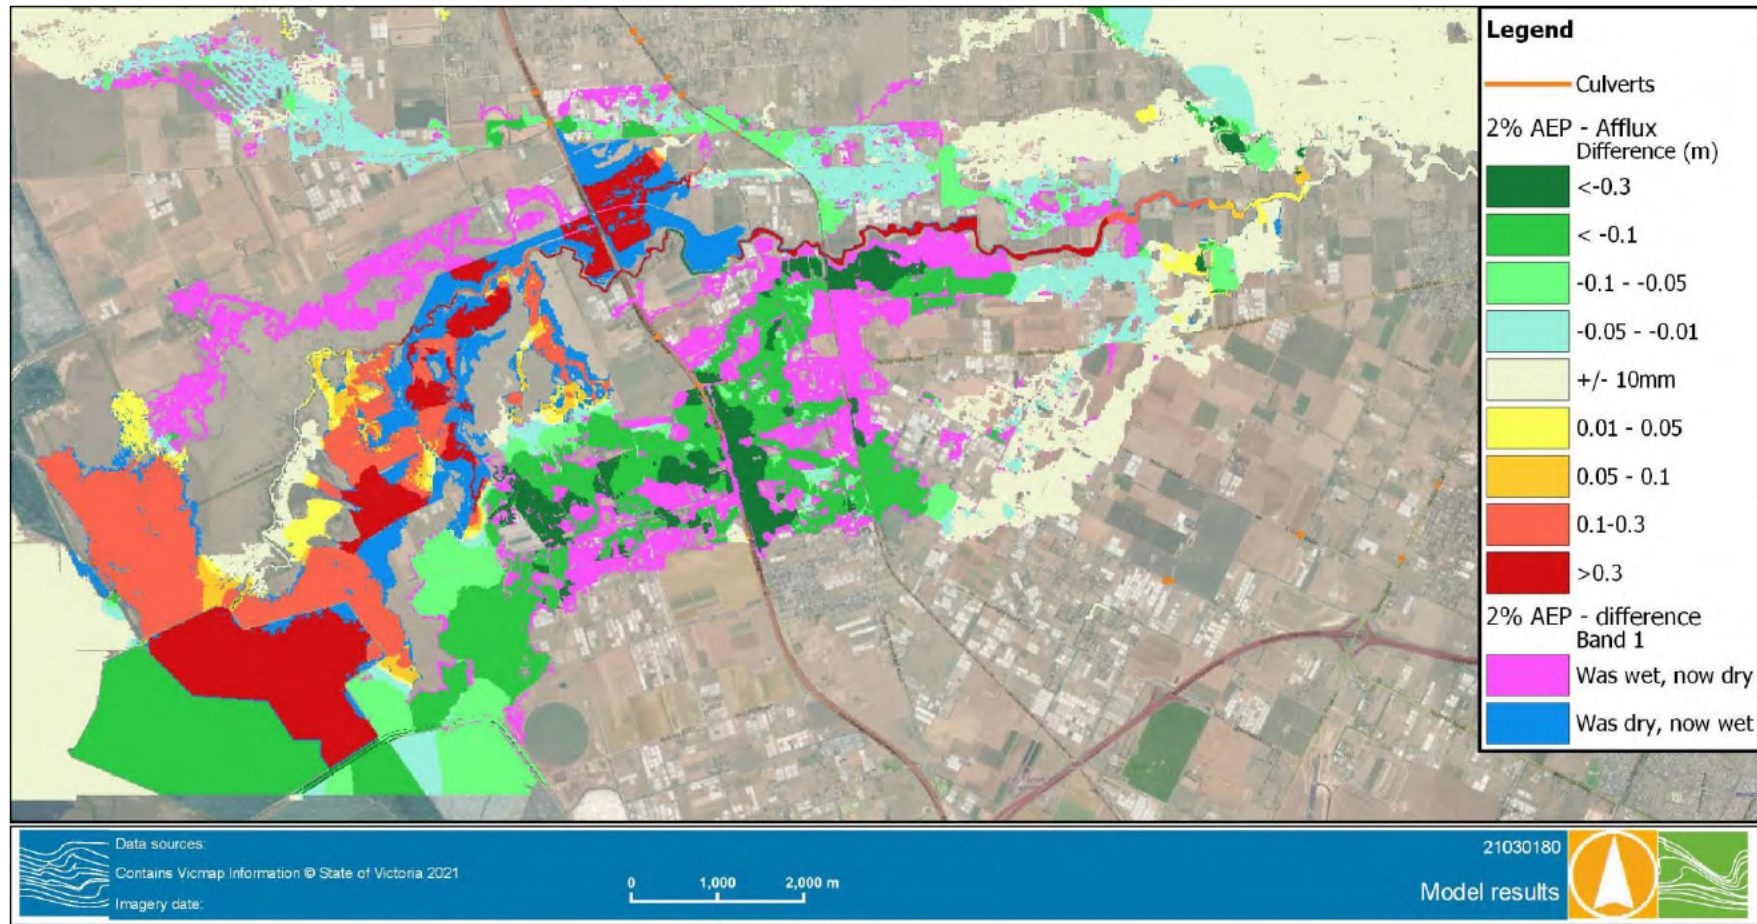 Legend
Culverts
2% AEP - Afflux
Difference (m)
<-0.3
< -0.1
-0.1 - -0.05
-0.05 - -0.01
+/- 10mm
0.01 - 0.05
0.05 - 0.1
0.1-0.3
>0.3
2% AEP - difference
Band 1
Was wet, now dry
Was dry, now wet
Data sources:
Contains Vicmap Information © State of Victoria 2021
Imagery date:
0 1,000 2,000 m
21030180
Model results